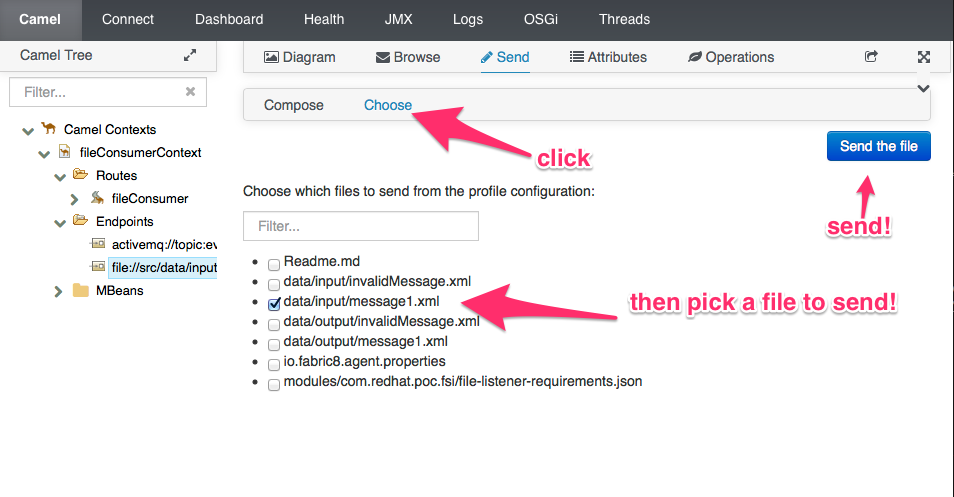 Camel Connect Dashboard Health JMX Logs OSGi Threads
Camel Tree
Diagram Browse Send Attributes Operations
Filter...
Compose Choose
Camel Contexts
fileConsumerContext
Routes
fileConsumer
Endpoints
activemq://topic:ev
file://src/data/input
MBeans
click
Send the file
send!
Choose which files to send from the profile configuration:
Filter...
Readme.md
data/input/invalidMessage.xml
data/input/message1.xml
then pick a file to send!
data/output/invalidMessage.xml
data/output/message1.xml
io.fabric8.agent.properties
modules/com.redhat.poc.fsi/file-listener-requirements.json